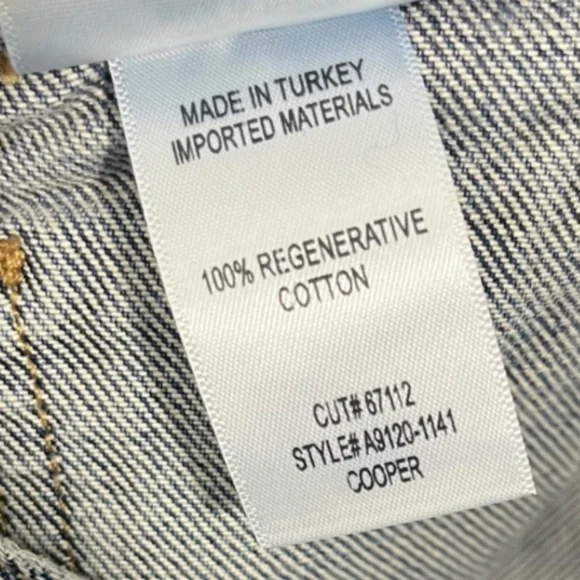 MADE IN TURKEY
IMPORTED MATERIALS
100% REGENERATIVE
COTTON
CUT# 67112
STYLE# A9120-1141
COOPER